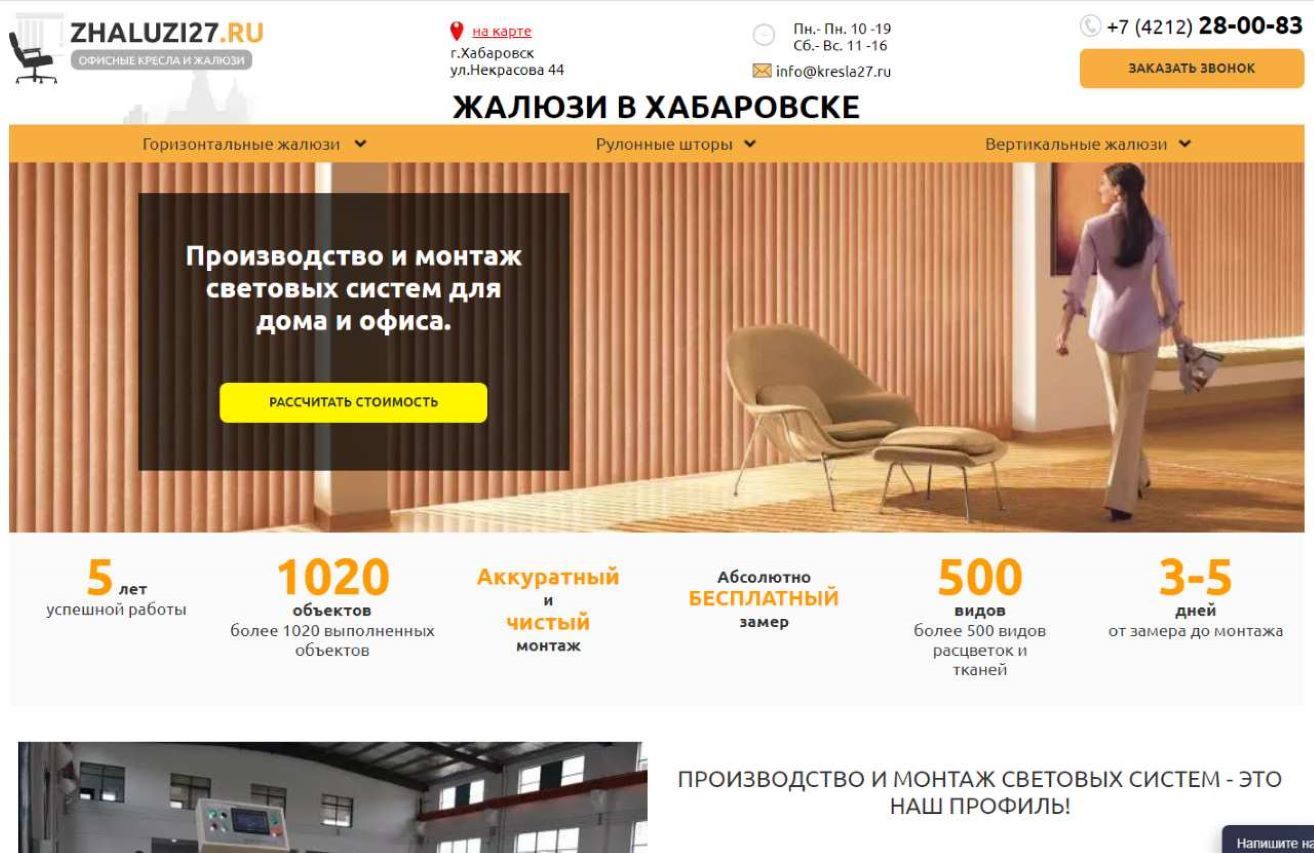 ZHALUZI27.RU
ОФИСНЫЕ КРЕСЛА И ЖАЛЮЗИ
на карте
г.Хабаровск
ул.Некрасова 44
Пн.- Пн. 10 -19
Сб.- Вс. 11 -16
info@kresla27.ru
+7 (4212) 28-00-83
ЗАКАЗАТЬ ЗВОНОК
ЖАЛЮЗИ В ХАБАРОВСКЕ
Горизонтальные жалюзи
Рулонные шторы
Вертикальные жалюзи
Производство и монтаж
световых систем для
дома и офиса.
РАССЧИТАТЬ СТОИМОСТЬ
5 лет
успешной работы
1020
объектов
более 1020 выполненных
объектов
Аккуратный
и
чистый
монтаж
Абсолютно
БЕСПЛАТНЫЙ
замер
500
видов
более 500 видов
расцветок и
тканей
3-5
дней
от замера до монтажа
ПРОИЗВОДСТВО И МОНТАЖ СВЕТОВЫХ СИСТЕМ - ЭТО
НАШ ПРОФИЛЬ!
Напишите на